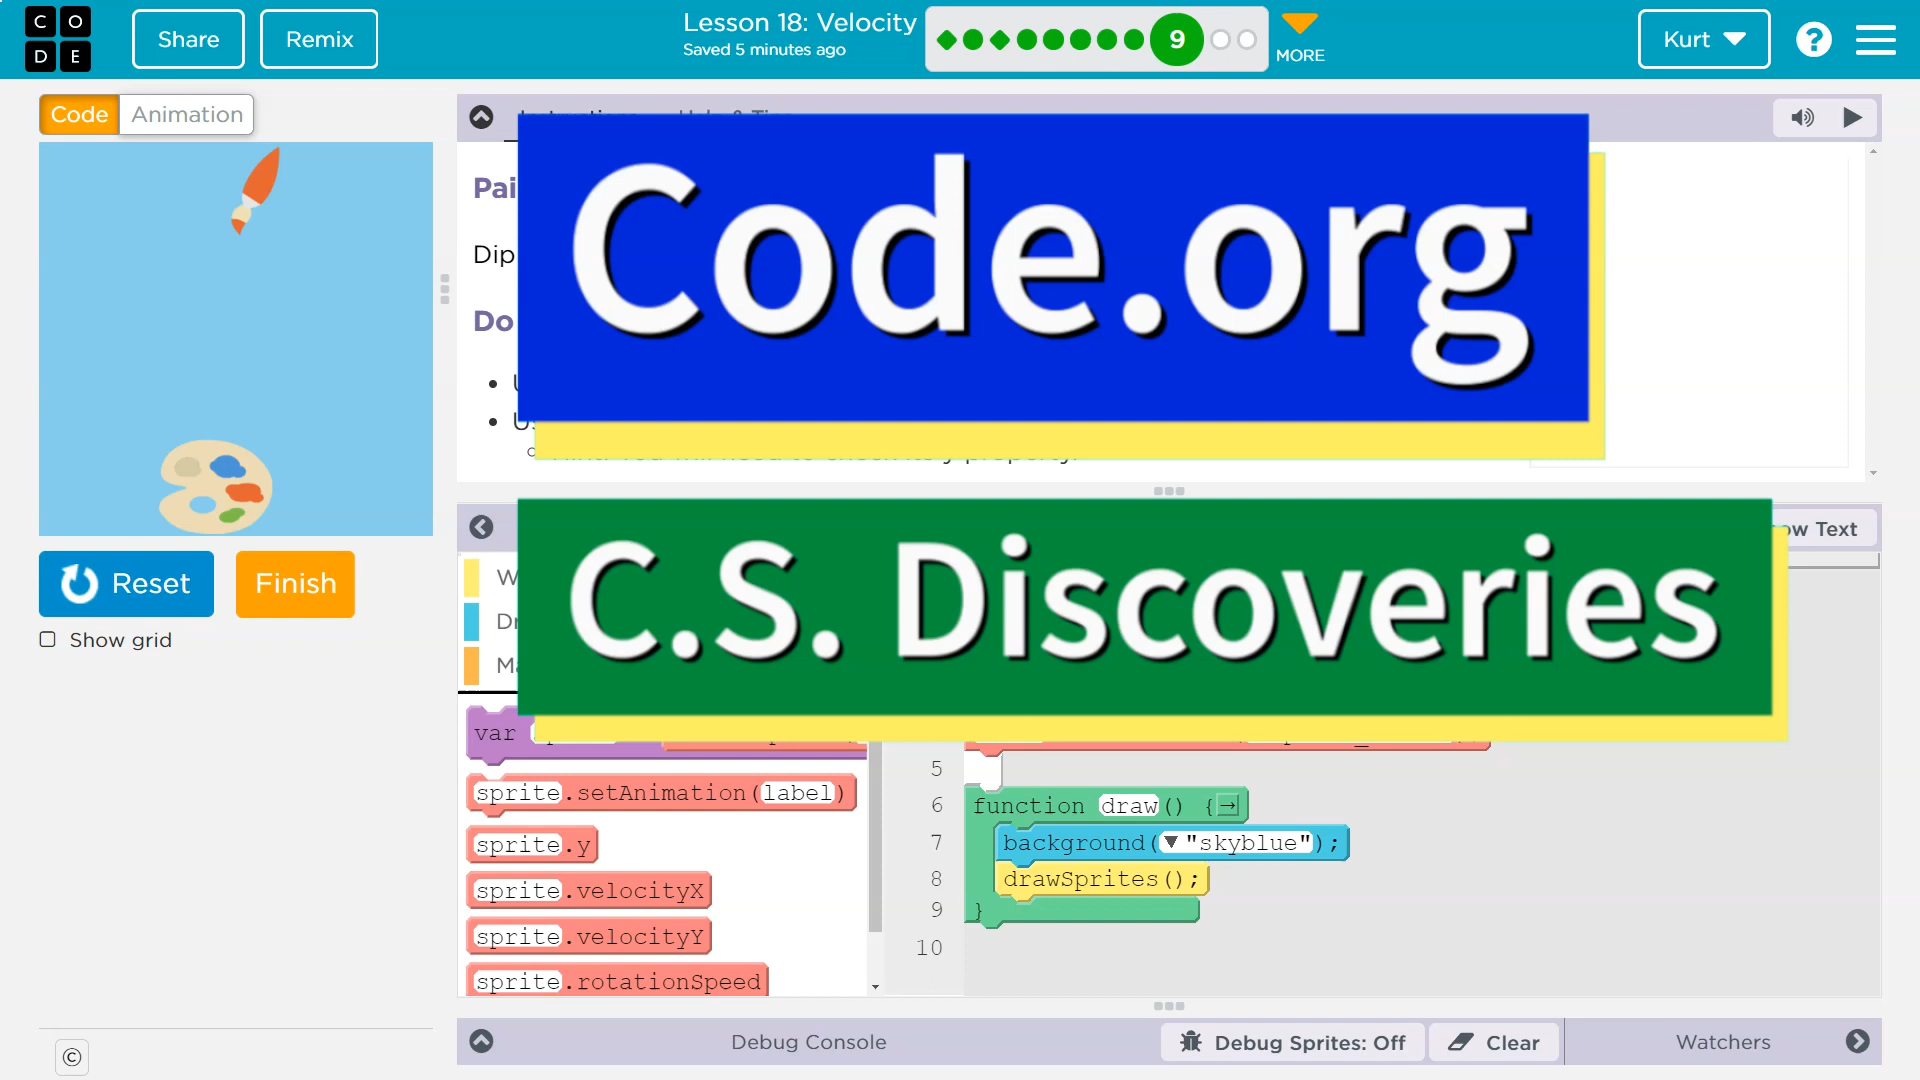 C O
D E
Share
Remix
Lesson 18: Velocity
Saved 5 minutes ago
9
MORE
Kurt
?
Code
Animation
Pai
Dip
Do
Code.org
C.S. Discoveries
ow Text
Reset
Finish
Show grid
W
Dr
Ma
var
sprite.setAnimation(label)
sprite.y
sprite.velocityX
sprite.velocityY
sprite.rotationSpeed
5
6 function draw() {
7 background("skyblue");
8 drawSprites();
9 }
10
©
Debug Console
Debug Sprites: Off
Clear
Watchers